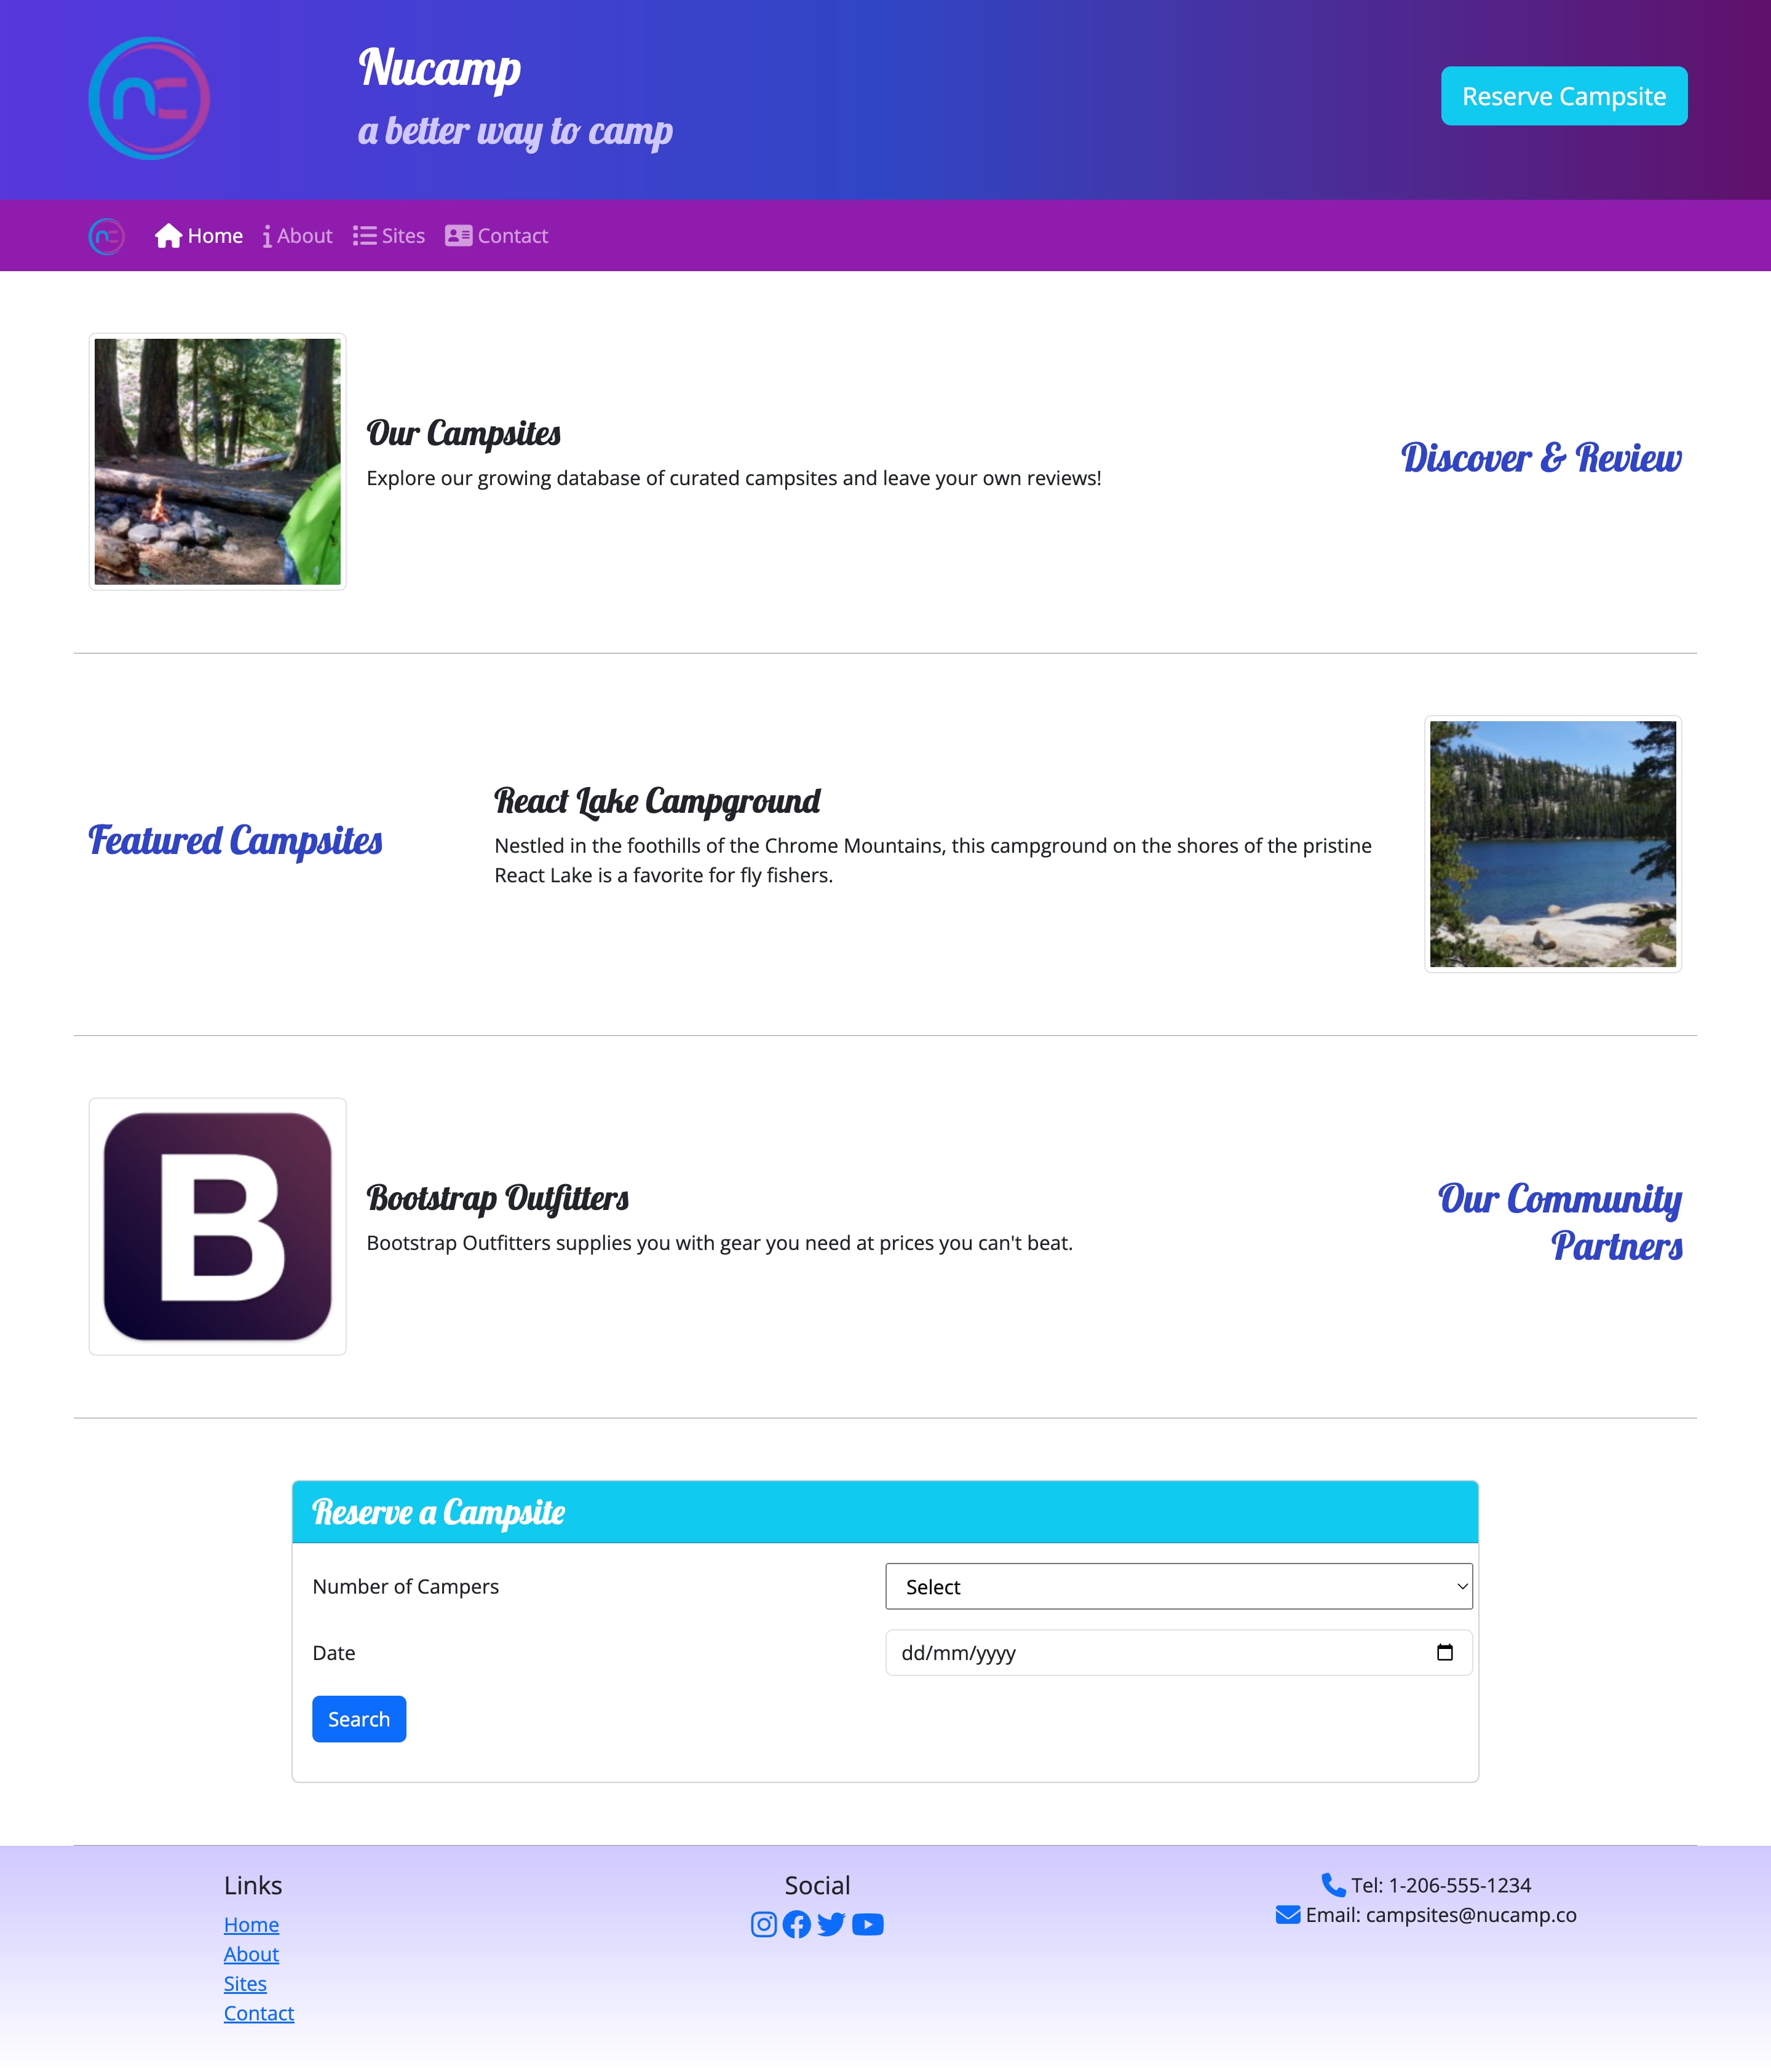 nc
Nucamp
a better way to camp
Reserve Campsite
nc
Home
About
Sites
Contact
Our Campsites
Explore our growing database of curated campsites and leave your own reviews!
Discover & Review
Featured Campsites
React Lake Campground
Nestled in the foothills of the Chrome Mountains, this campground on the shores of the pristine
React Lake is a favorite for fly fishers.
B
Bootstrap Outfitters
Bootstrap Outfitters supplies you with gear you need at prices you can't beat.
Our Community
Partners
Reserve a Campsite
Number of Campers
Select
Date
dd/mm/yyyy
Search
Links
Home
About
Sites
Contact
Social
Tel: 1-206-555-1234
Email: campsites@nucamp.co